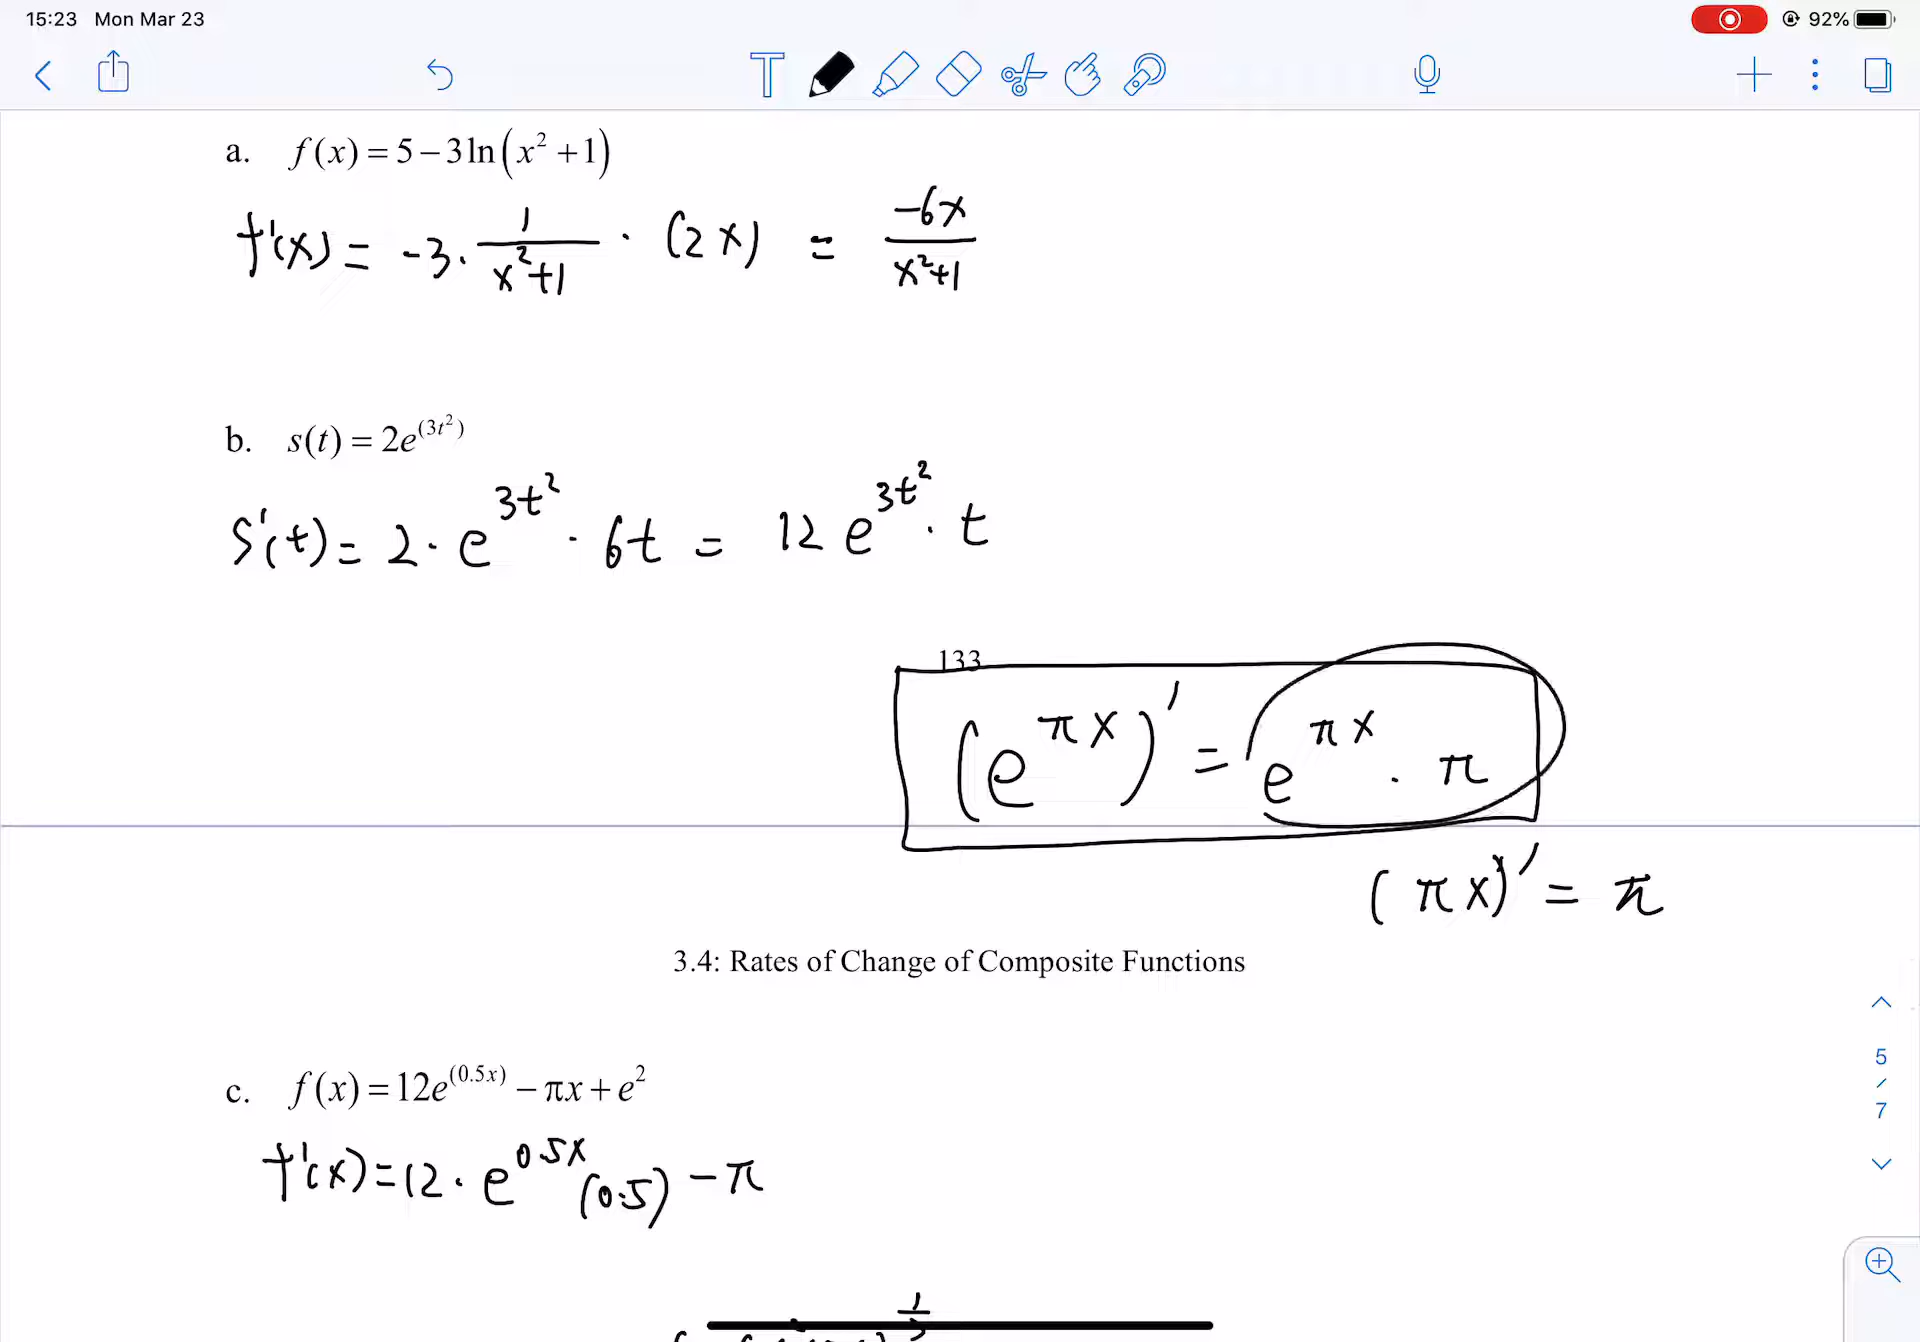 15:23 Mon Mar 23
92%
a. f(x) = 5 − 3 ln(x² + 1)
f'(x) = -3 · 1/(x²+1) · (2x) = -6x/(x²+1)
b. s(t) = 2e^(3t²)
s'(t) = 2 · e^(3t²) · 6t = 12 e^(3t²) · t
133
(e^(πx))' = e^(πx) · π
(πx)' = π
3.4: Rates of Change of Composite Functions
c. f(x) = 12e^(0.5x) − πx + e²
f'(x) = 12 · e^(0.5x) (0.5) − π
5
/
7